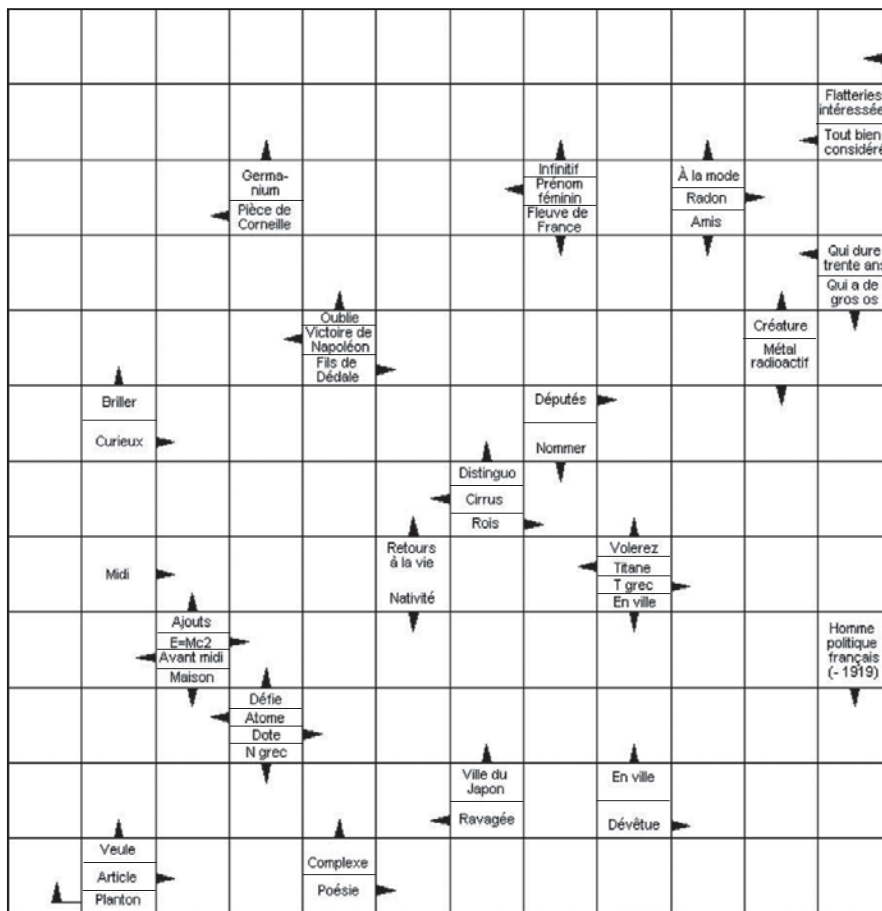 Flatteries
intéressée
Tout bien
considéré
Germa-
nium
Pièce de
Corneille
Infinitif
Prénom
féminin
Fleuve de
France
À la mode
Radon
Amis
Qui dure
trente ans
Qui a de
gros os
Oublie
Victoire de
Napoléon
Fils de
Dédale
Créature
Métal
radioactif
Briller
Curieux
Députés
Nommer
Distinguo
Cirrus
Rois
Midi
Retours
à la vie
Nativité
Volerez
Titane
T grec
En ville
Ajouts
E=Mc2
Avant midi
Maison
Homme
politique
français
(- 1919)
Défie
Atome
Dote
N grec
Ville du
Japon
Ravagée
En ville
Dévêtue
Veule
Article
Planton
Complexe
Poésie